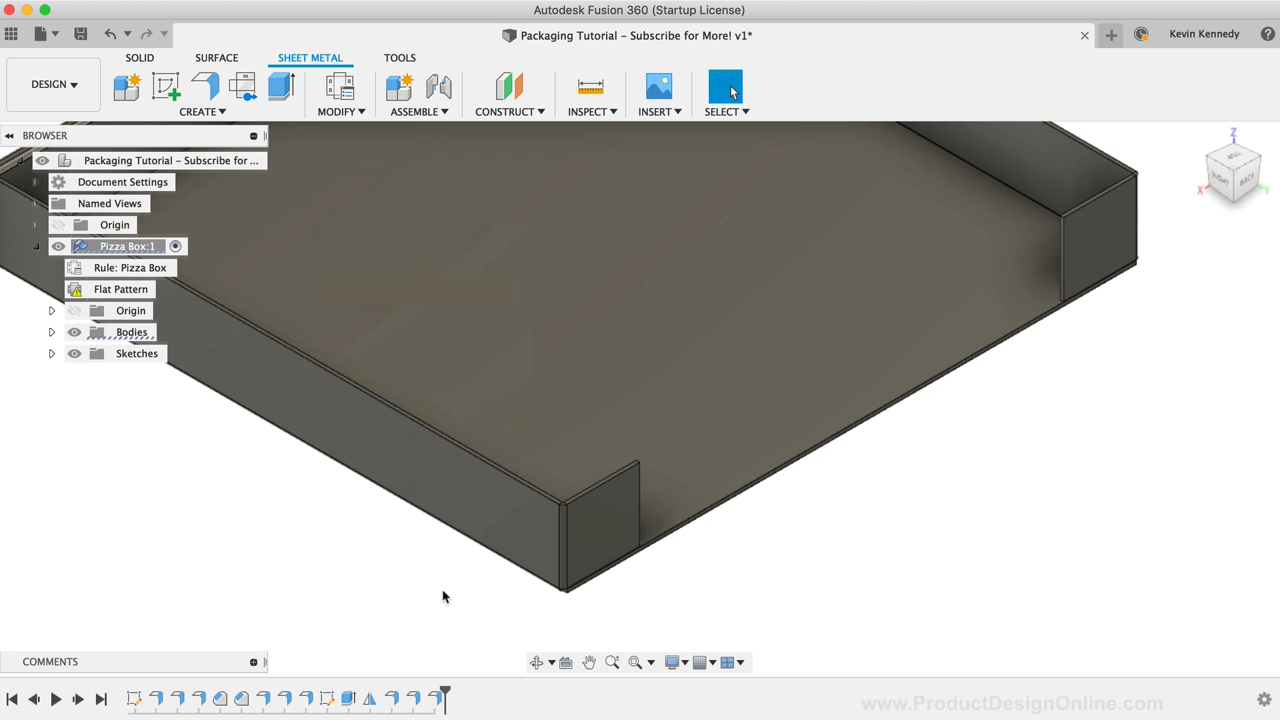 Autodesk Fusion 360 (Startup License)
Packaging Tutorial – Subscribe for More! v1*
Kevin Kennedy
DESIGN
SOLID
SURFACE
SHEET METAL
TOOLS
CREATE
MODIFY
ASSEMBLE
CONSTRUCT
INSPECT
INSERT
SELECT
BROWSER
Packaging Tutorial – Subscribe for ...
Document Settings
Named Views
Origin
Pizza Box:1
Rule: Pizza Box
Flat Pattern
Origin
Bodies
Sketches
Z
X
Y
RIGHT
BACK
COMMENTS
www.ProductDesignOnline.com